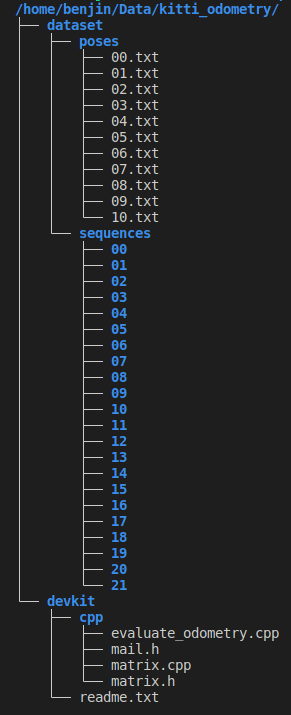 /home/benjin/Data/kitti_odometry/
dataset
poses
00.txt
01.txt
02.txt
03.txt
04.txt
05.txt
06.txt
07.txt
08.txt
09.txt
10.txt
sequences
00
01
02
03
04
05
06
07
08
09
10
11
12
13
14
15
16
17
18
19
20
21
devkit
cpp
evaluate_odometry.cpp
mail.h
matrix.cpp
matrix.h
readme.txt